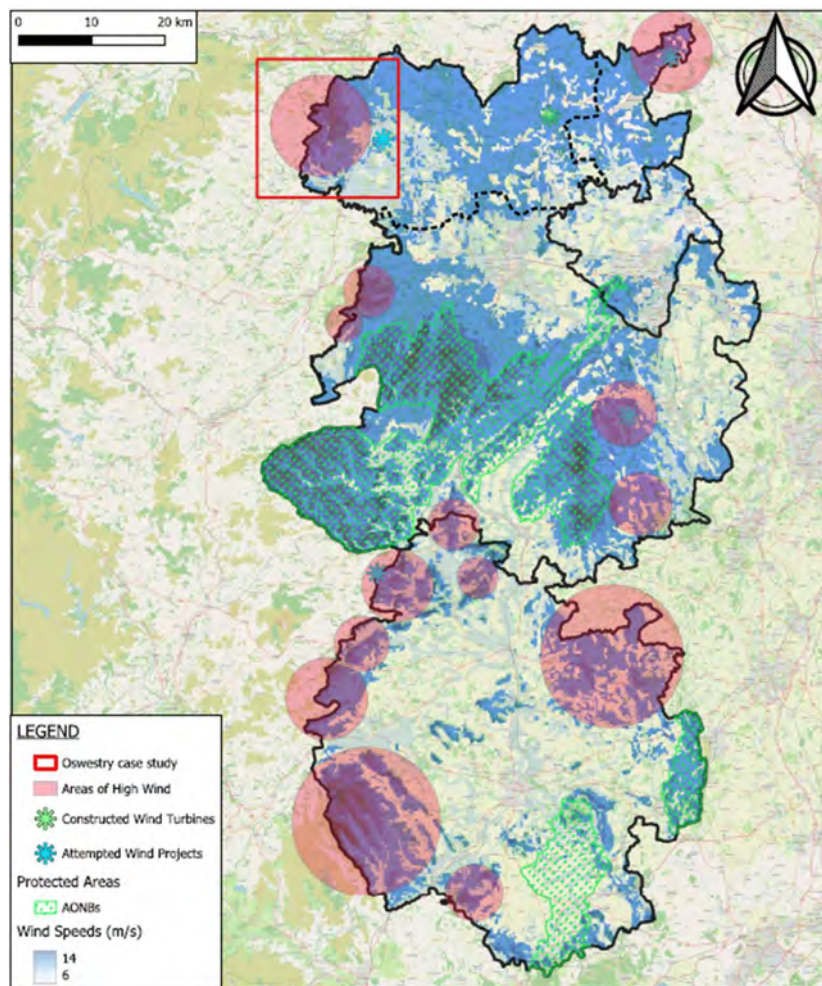 0 10 20 km
LEGEND
Oswestry case study
Areas of High Wind
Constructed Wind Turbines
Attempted Wind Projects
Protected Areas
AONBs
Wind Speeds (m/s)
14
6